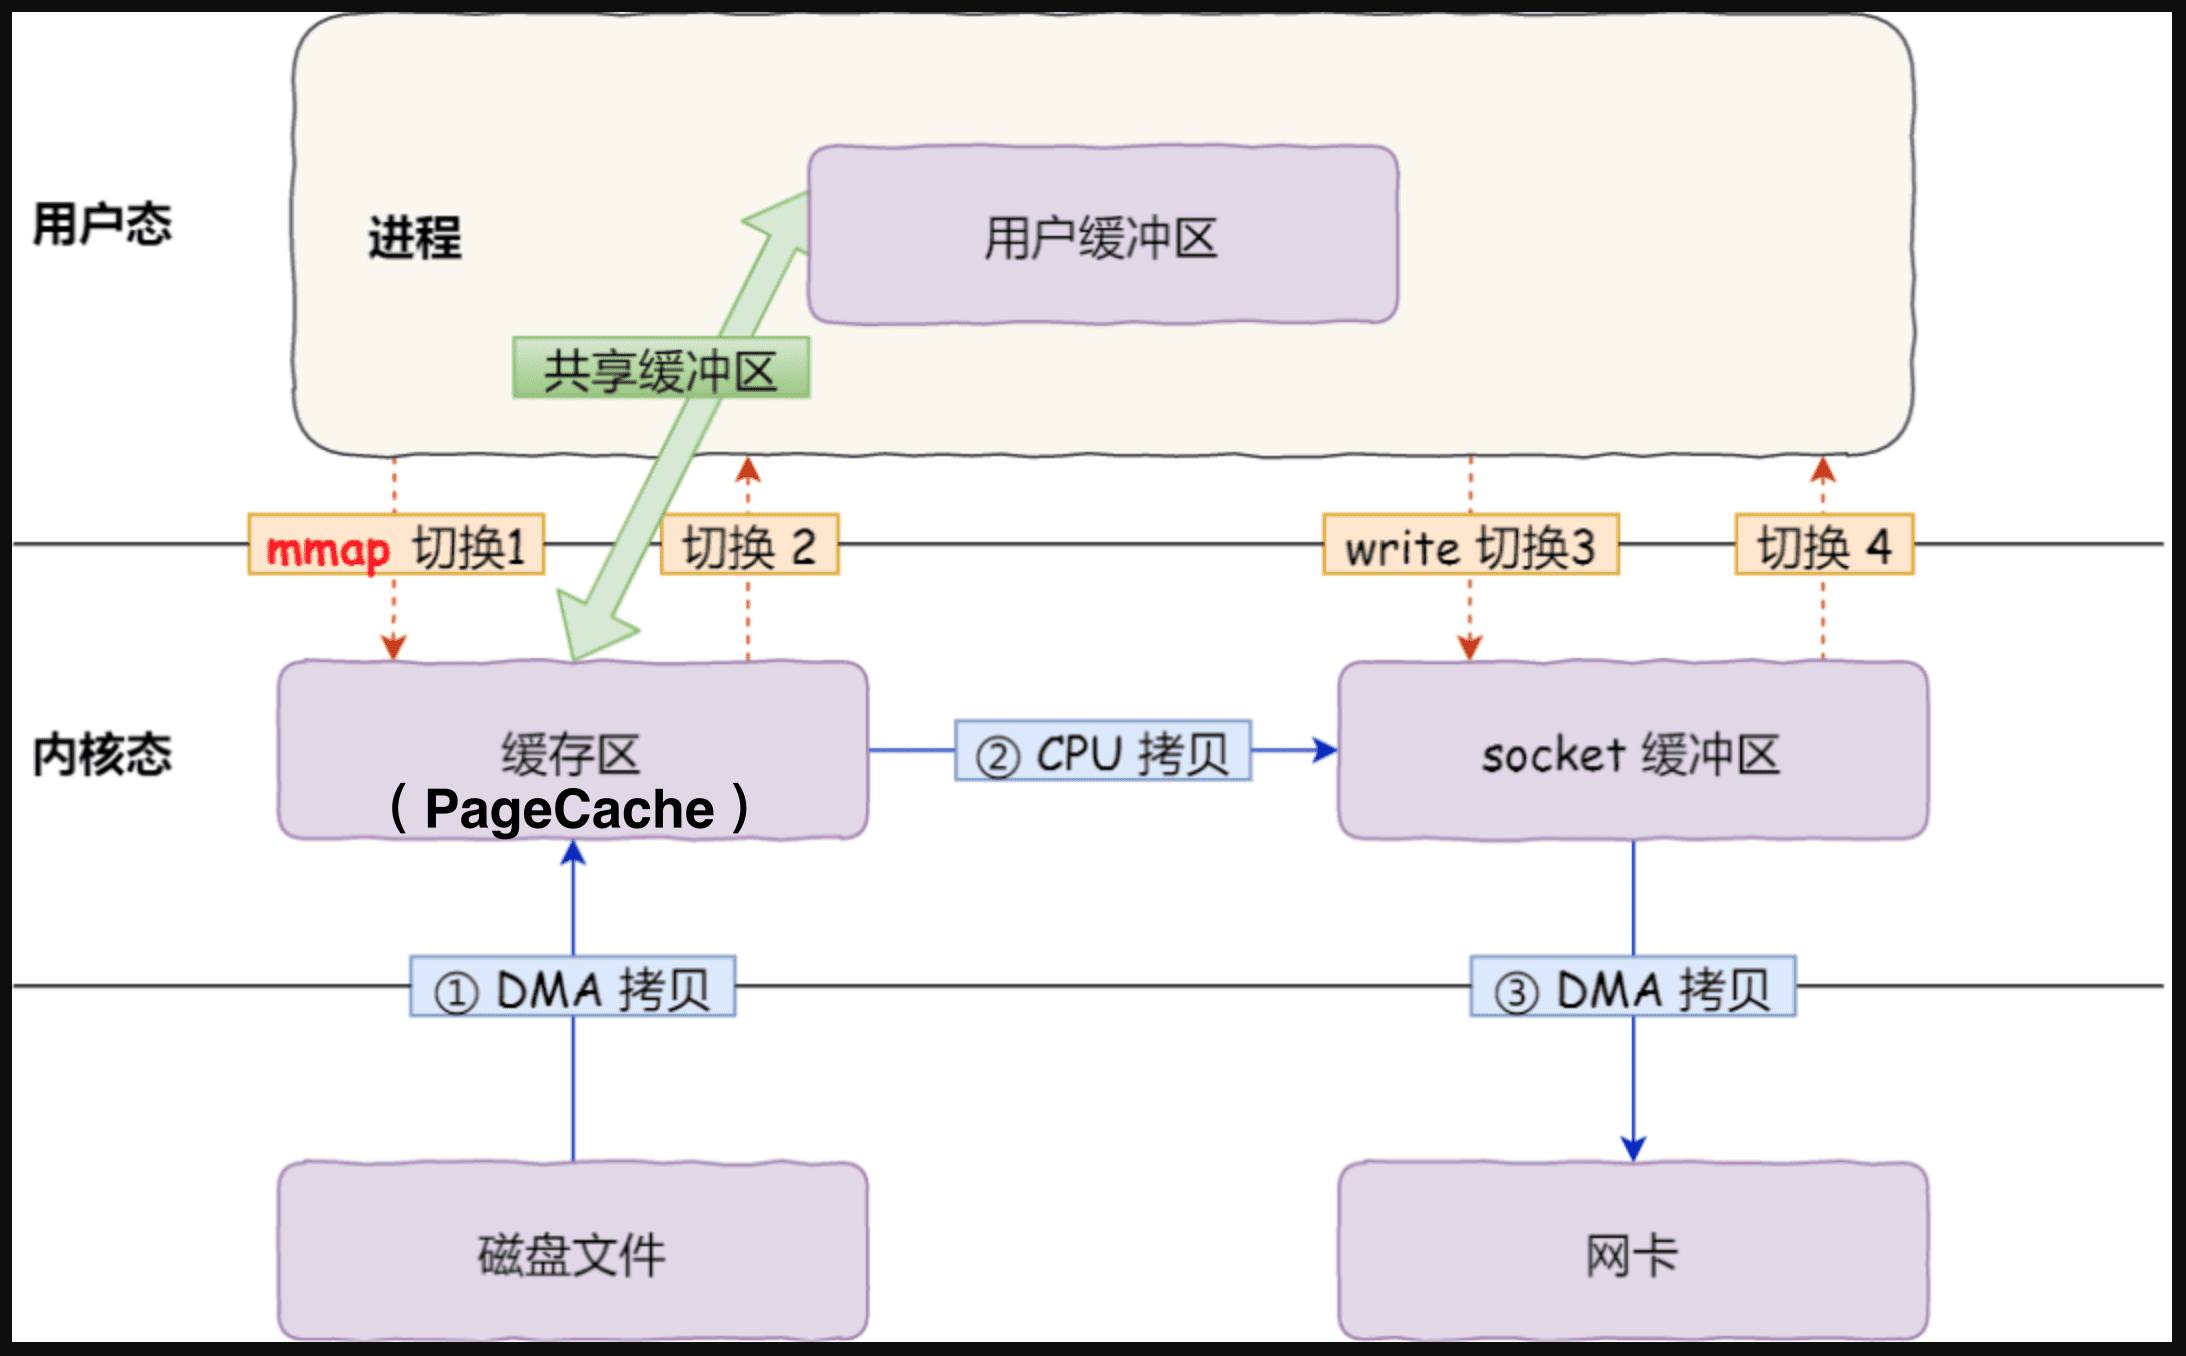 用户态
进程
用户缓冲区
共享缓冲区
mmap 切换1
切换 2
write 切换3
切换 4
内核态
缓存区
（PageCache）
② CPU 拷贝
socket 缓冲区
① DMA 拷贝
③ DMA 拷贝
磁盘文件
网卡